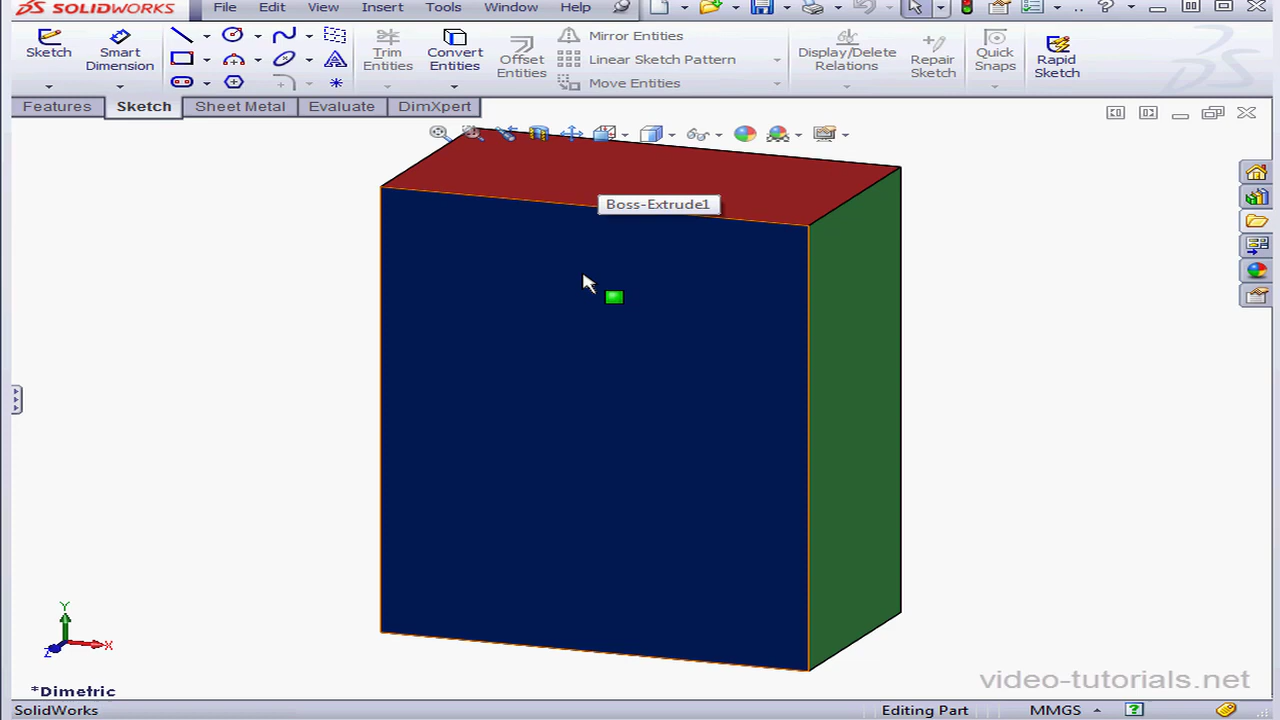 SOLIDWORKS File Edit View Insert Tools Window Help
Sketch Smart Dimension Trim Entities Convert Entities Offset Entities Mirror Entities Display/Delete Relations Repair Sketch Quick Snaps Rapid Sketch
Linear Sketch Pattern
Move Entities
Features Sketch Sheet Metal Evaluate DimXpert
Boss-Extrude1
Y
X
Z
*Dimetric
video-tutorials.net
SolidWorks Editing Part MMGS